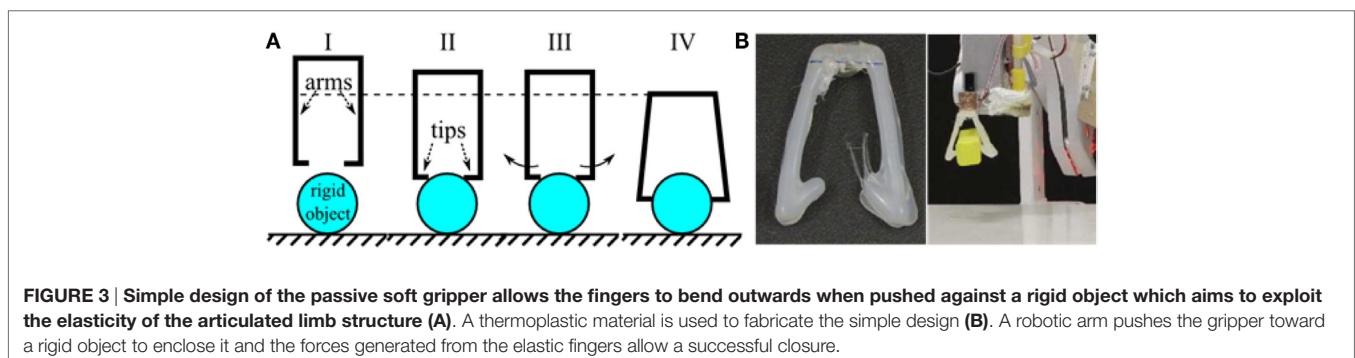 A
I
II
III
IV
B
arms
tips
rigid
object
FIGURE 3 | Simple design of the passive soft gripper allows the fingers to bend outwards when pushed against a rigid object which aims to exploit
the elasticity of the articulated limb structure (A). A thermoplastic material is used to fabricate the simple design (B). A robotic arm pushes the gripper toward
a rigid object to enclose it and the forces generated from the elastic fingers allow a successful closure.